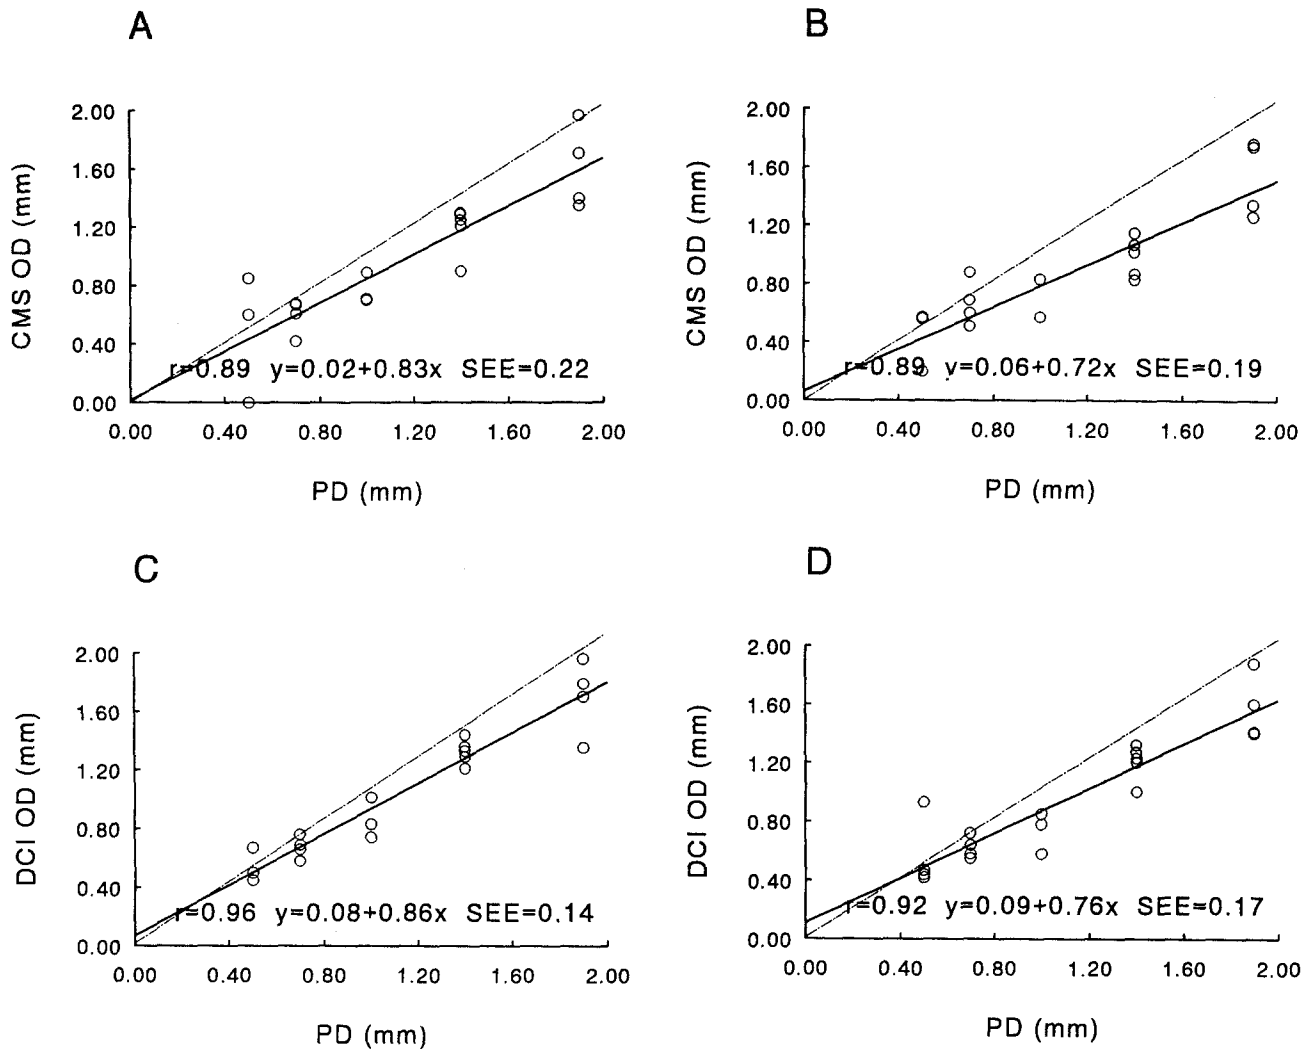 A
CMS OD (mm)
2.00
1.60
1.20
0.80
0.40
0.00
r=0.89 y=0.02+0.83x SEE=0.22
0.00 0.40 0.80 1.20 1.60 2.00
PD (mm)
B
CMS OD (mm)
2.00
1.60
1.20
0.80
0.40
0.00
r=0.89 y=0.06+0.72x SEE=0.19
0.00 0.40 0.80 1.20 1.60 2.00
PD (mm)
C
DCI OD (mm)
2.00
1.60
1.20
0.80
0.40
0.00
r=0.96 y=0.08+0.86x SEE=0.14
0.00 0.40 0.80 1.20 1.60 2.00
PD (mm)
D
DCI OD (mm)
2.00
1.60
1.20
0.80
0.40
0.00
r=0.92 y=0.09+0.76x SEE=0.17
0.00 0.40 0.80 1.20 1.60 2.00
PD (mm)